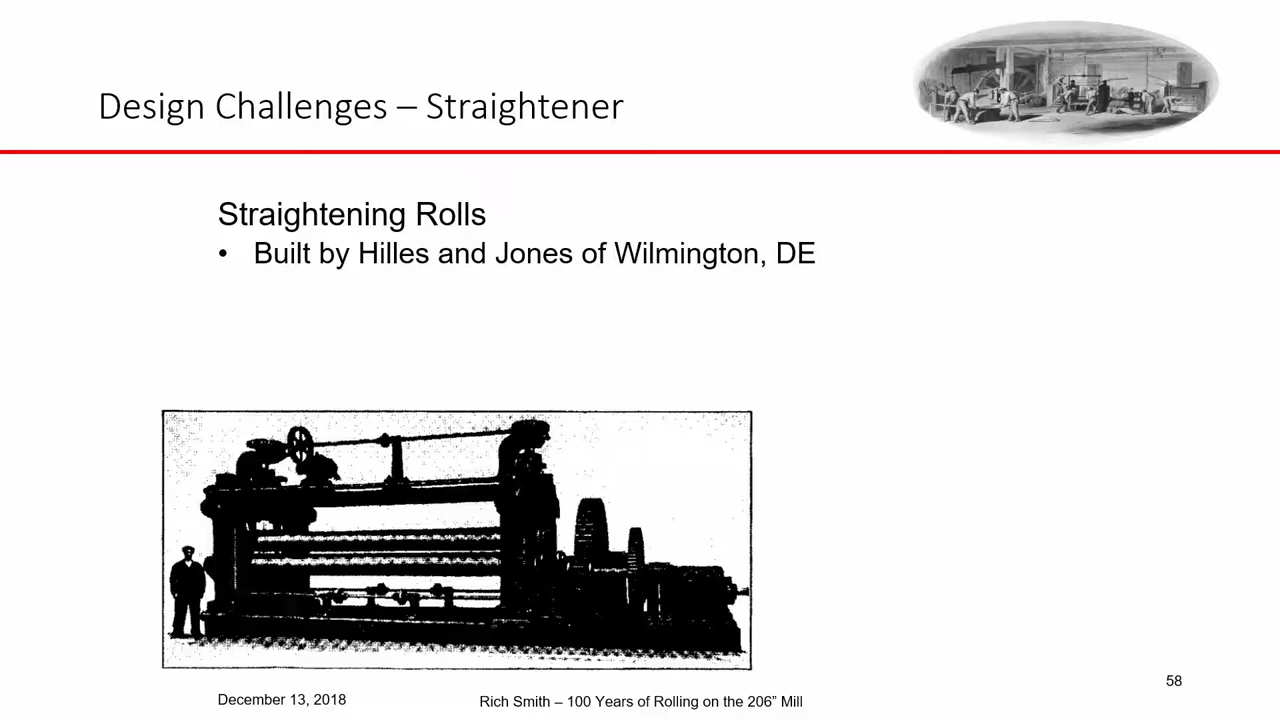 Design Challenges – Straightener
Straightening Rolls
• Built by Hilles and Jones of Wilmington, DE
58
December 13, 2018
Rich Smith – 100 Years of Rolling on the 206” Mill